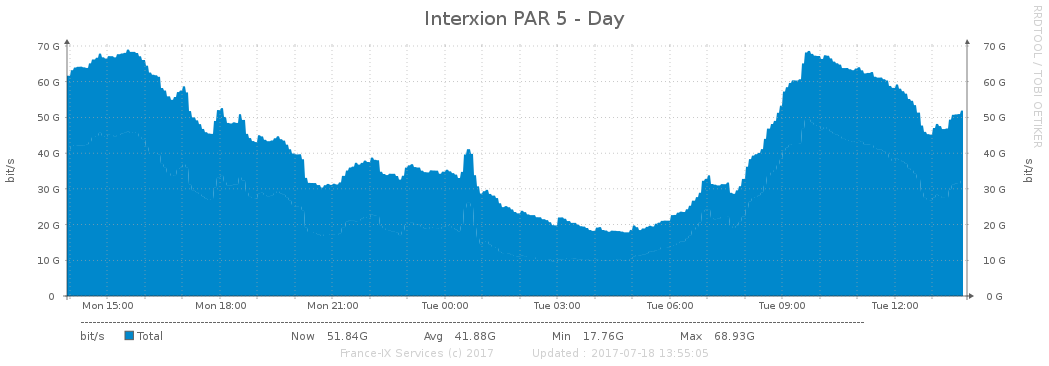 Interxion PAR 5 - Day
RRDTOOL / TOBI OETIKER
bit/s
bit/s
70 G 70 G
60 G 60 G
50 G 50 G
40 G 40 G
30 G 30 G
20 G 20 G
10 G 10 G
0 0 G
Mon 15:00 Mon 18:00 Mon 21:00 Tue 00:00 Tue 03:00 Tue 06:00 Tue 09:00 Tue 12:00
bit/s Total Now 51.84G Avg 41.88G Min 17.76G Max 68.93G
France-IX Services (c) 2017 Updated : 2017-07-18 13:55:05